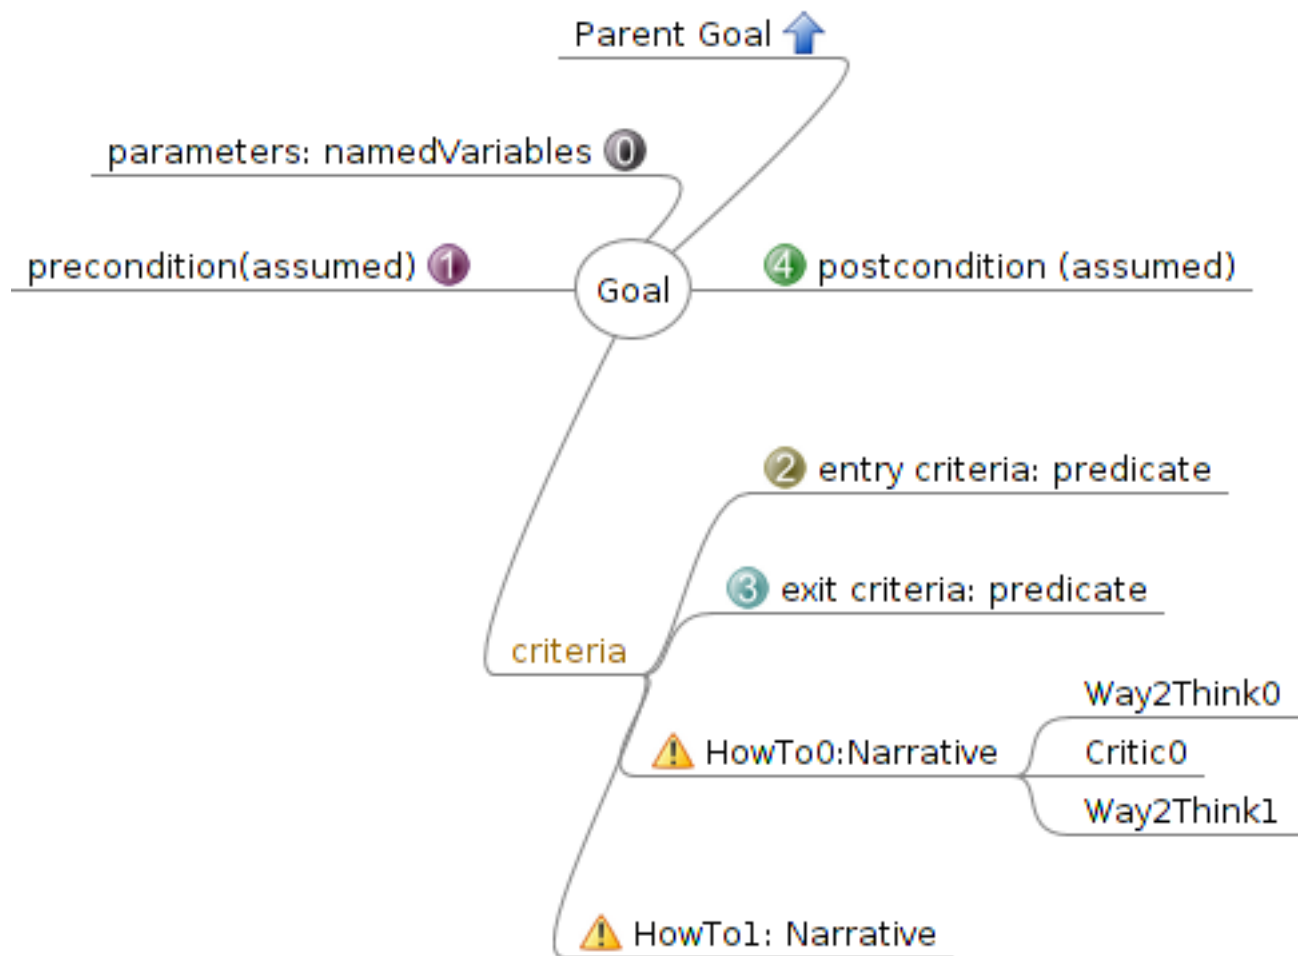 Parent Goal
parameters: namedVariables 0
precondition(assumed) 1
Goal
4 postcondition (assumed)
2 entry criteria: predicate
3 exit criteria: predicate
criteria
Way2Think0
HowTo0:Narrative
Critic0
Way2Think1
HowTo1: Narrative